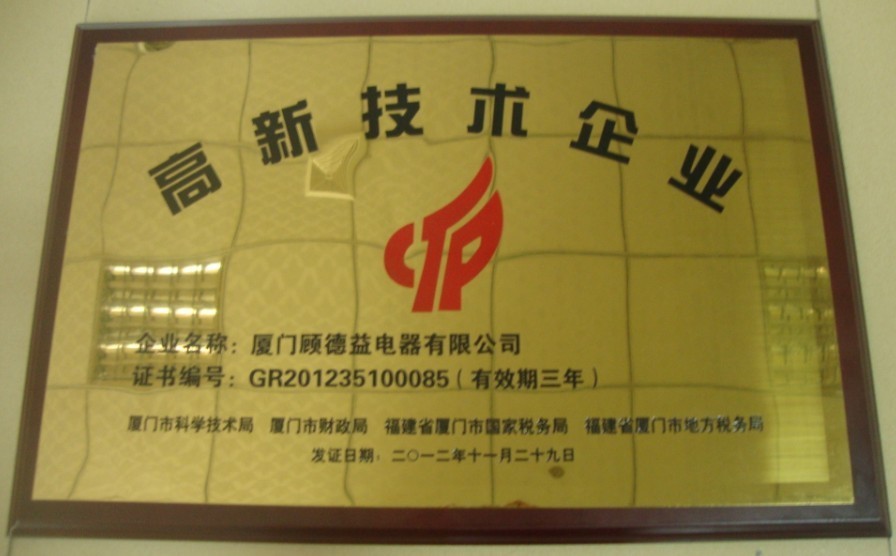 高新技术企业
企业名称：厦门顾德益电器有限公司
证书编号：GR201235100085（有效期三年）
厦门市科学技术局 厦门市财政局 福建省厦门市国家税务局 福建省厦门市地方税务局
发证日期：二〇一二年十一月二十九日